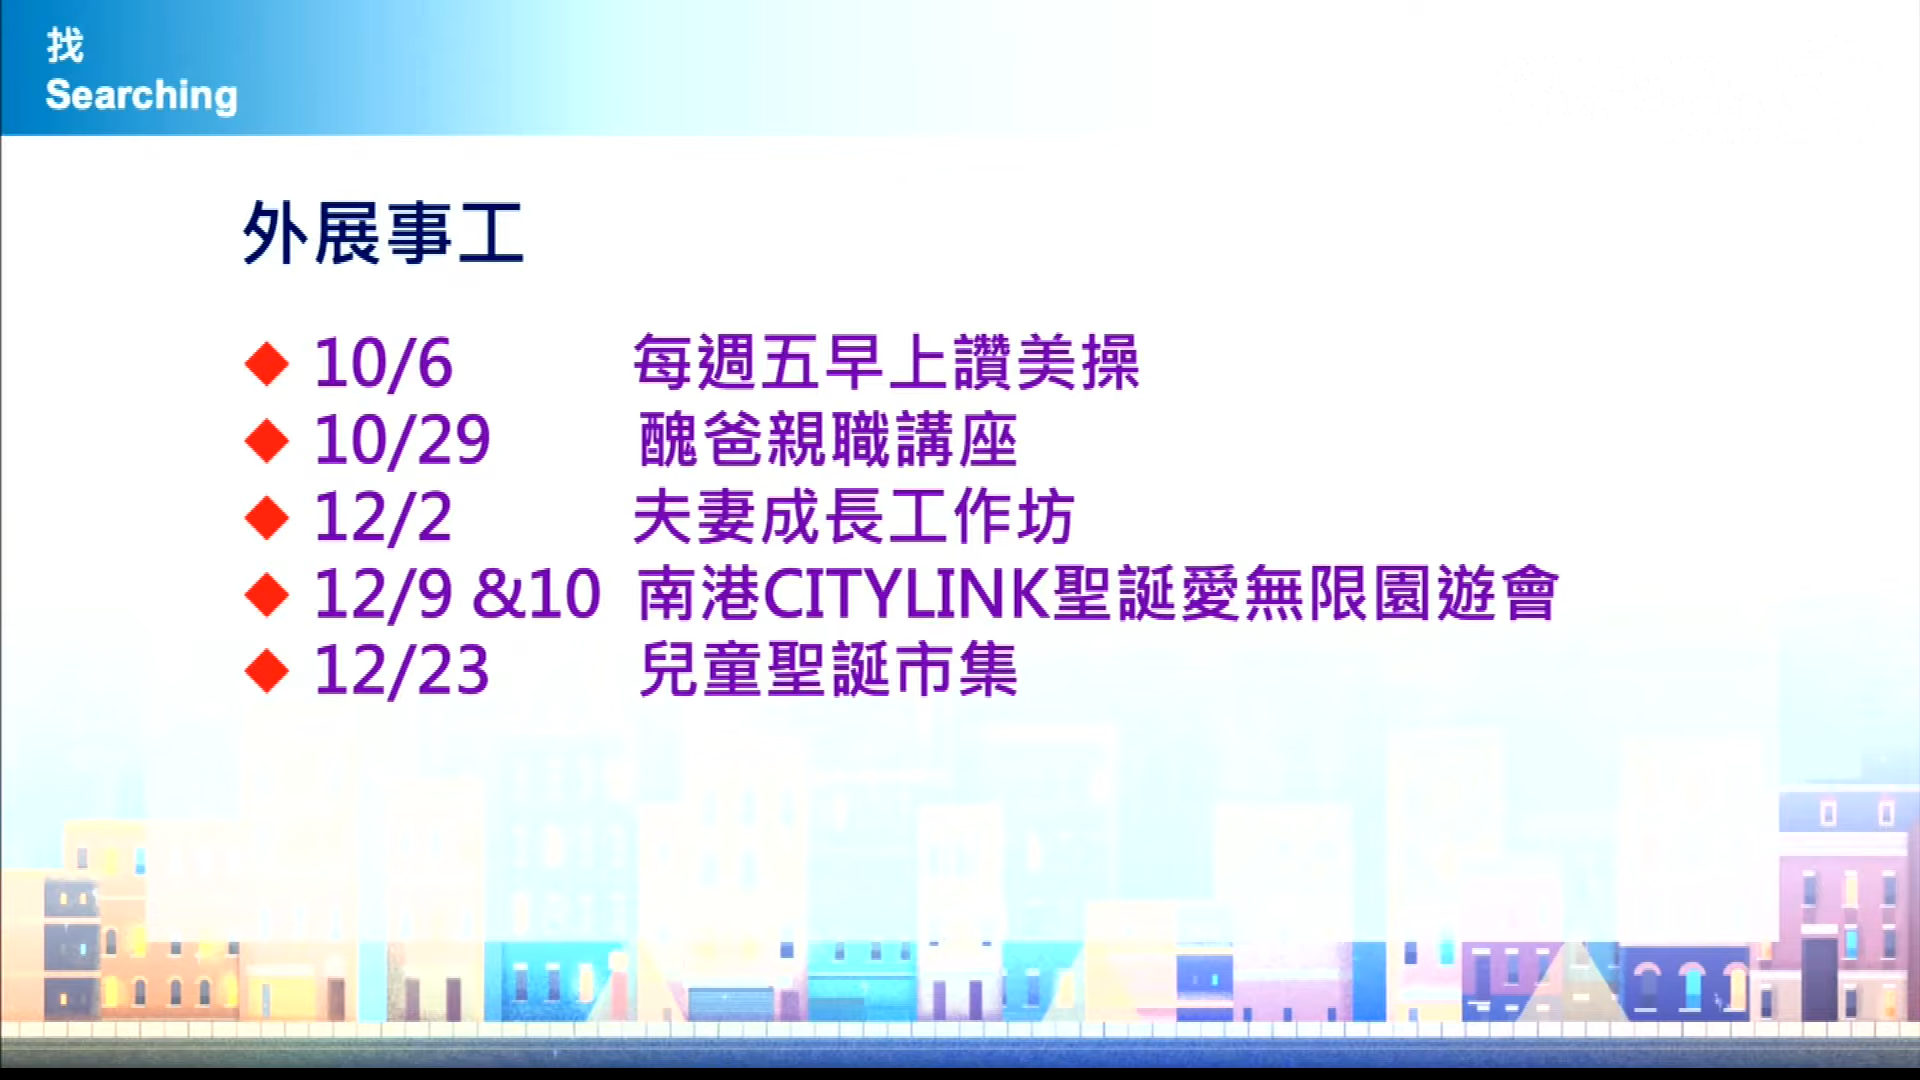 找
Searching
外展事工
◆ 10/6 每週五早上讚美操
◆ 10/29 醜爸親職講座
◆ 12/2 夫妻成長工作坊
◆ 12/9 &10 南港CITYLINK聖誕愛無限園遊會
◆ 12/23 兒童聖誕市集